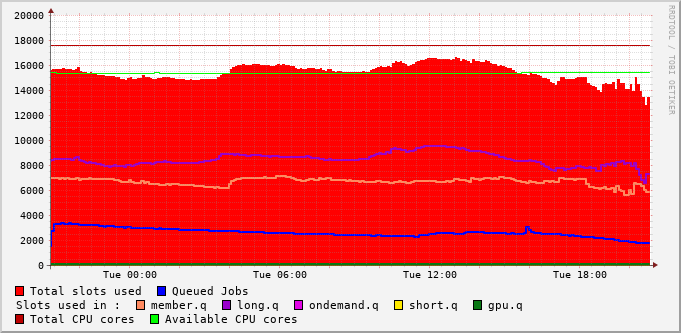 20000
18000
16000
14000
12000
10000
8000
6000
4000
2000
0
Tue 00:00 Tue 06:00 Tue 12:00 Tue 18:00
Total slots used Queued Jobs
Slots used in : member.q long.q ondemand.q short.q gpu.q
Total CPU cores Available CPU cores
RRDTOOL / TOBI OETIKER